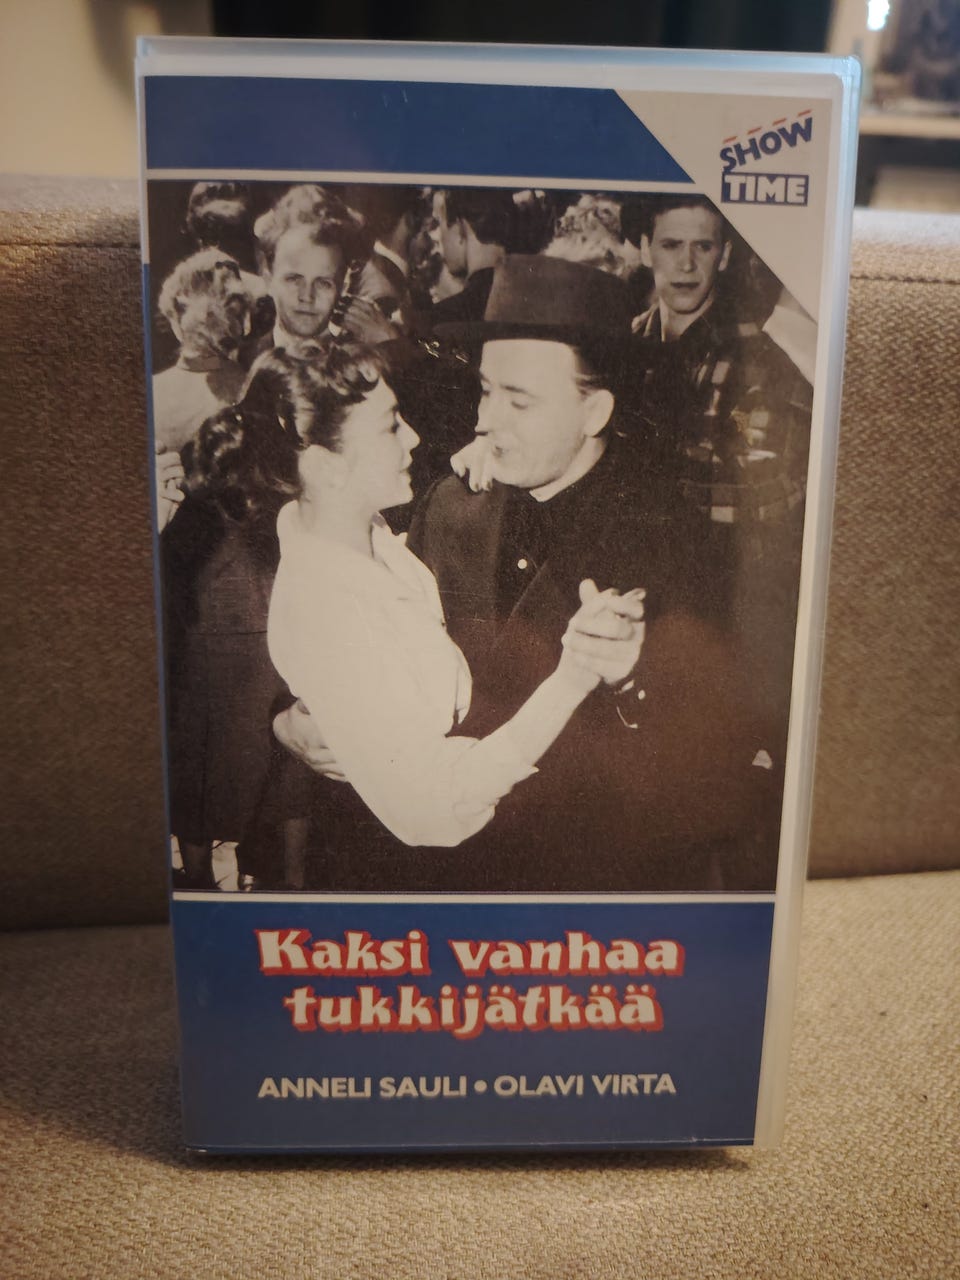 SHOW
TIME
Kaksi vanhaa
tukkijätkää
ANNELI SAULI • OLAVI VIRTA